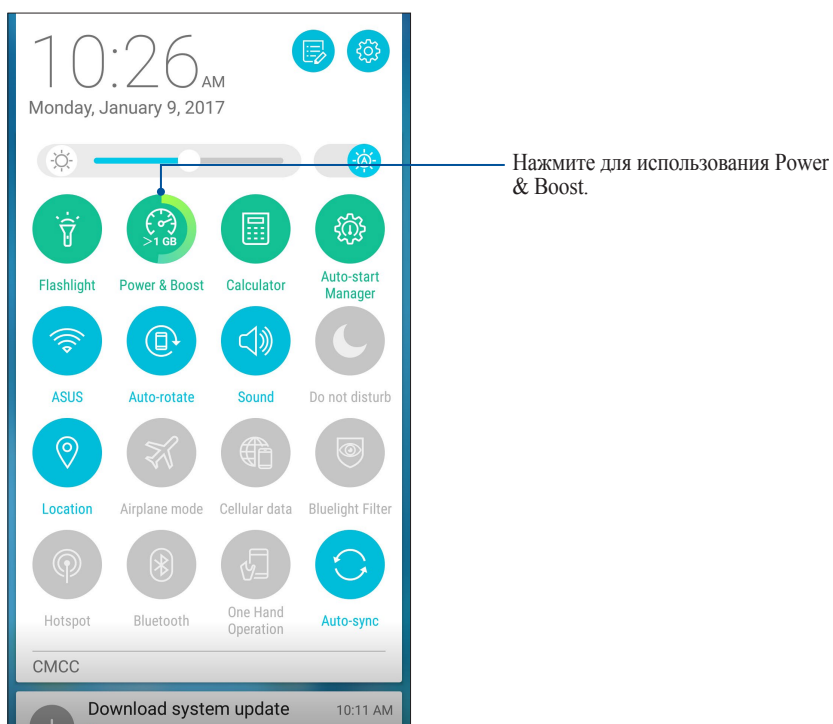 10:26 AM
Monday, January 9, 2017
A
Нажмите для использования Power
& Boost.
>1 GB
Flashlight
Power & Boost
Calculator
Auto-start
Manager
ASUS
Auto-rotate
Sound
Do not disturb
Location
Airplane mode
Cellular data
Bluelight Filter
Hotspot
Bluetooth
One Hand
Operation
Auto-sync
CMCC
Download system update
10:11 AM